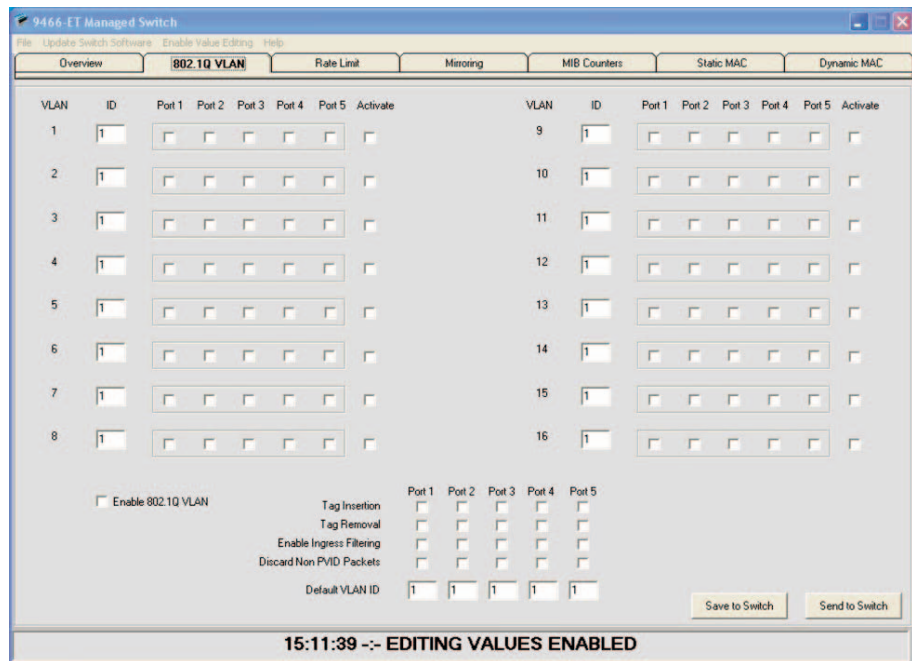 9466-ET Managed Switch
File Update Switch Software Enable Value Editing Help
Overview 802.1Q VLAN Rate Limit Mirroring MIB Counters Static MAC Dynamic MAC
VLAN ID Port 1 Port 2 Port 3 Port 4 Port 5 Activate VLAN ID Port 1 Port 2 Port 3 Port 4 Port 5 Activate
1 1 9 1
2 1 10 1
3 1 11 1
4 1 12 1
5 1 13 1
6 1 14 1
7 1 15 1
8 1 16 1
Port 1 Port 2 Port 3 Port 4 Port 5
Enable 802.1Q VLAN Tag Insertion
Tag Removal
Enable Ingress Filtering
Discard Non PVID Packets
Default VLAN ID 1 1 1 1 1
Save to Switch Send to Switch
15:11:39 -:- EDITING VALUES ENABLED